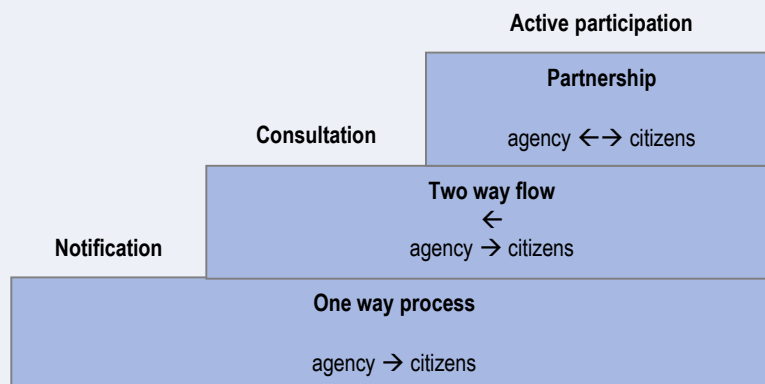 Active participation
Partnership
agency ←→ citizens
Consultation
Two way flow
←
agency → citizens
Notification
One way process
agency → citizens